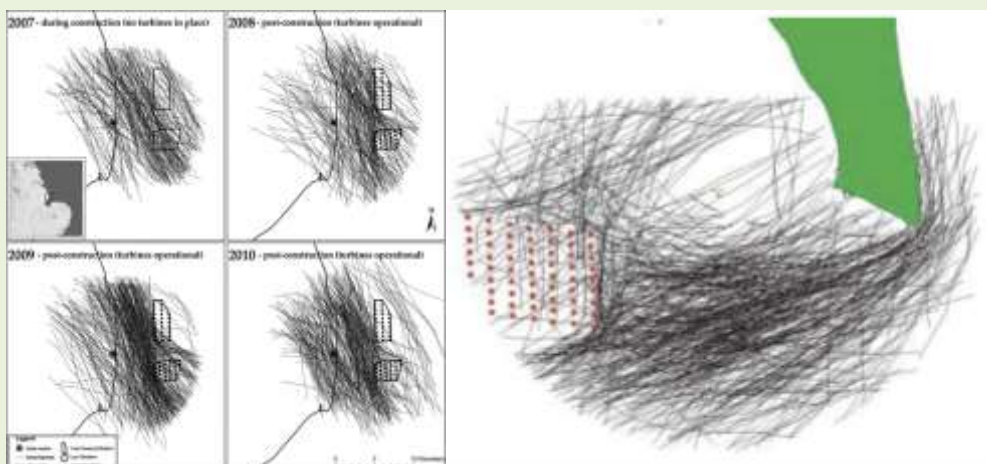 2007 - during construction (no turbines in place)
2008 - post-construction (turbines operational)
2009 - post-construction (turbines operational)
2010 - post-construction (turbines operational)
Legend